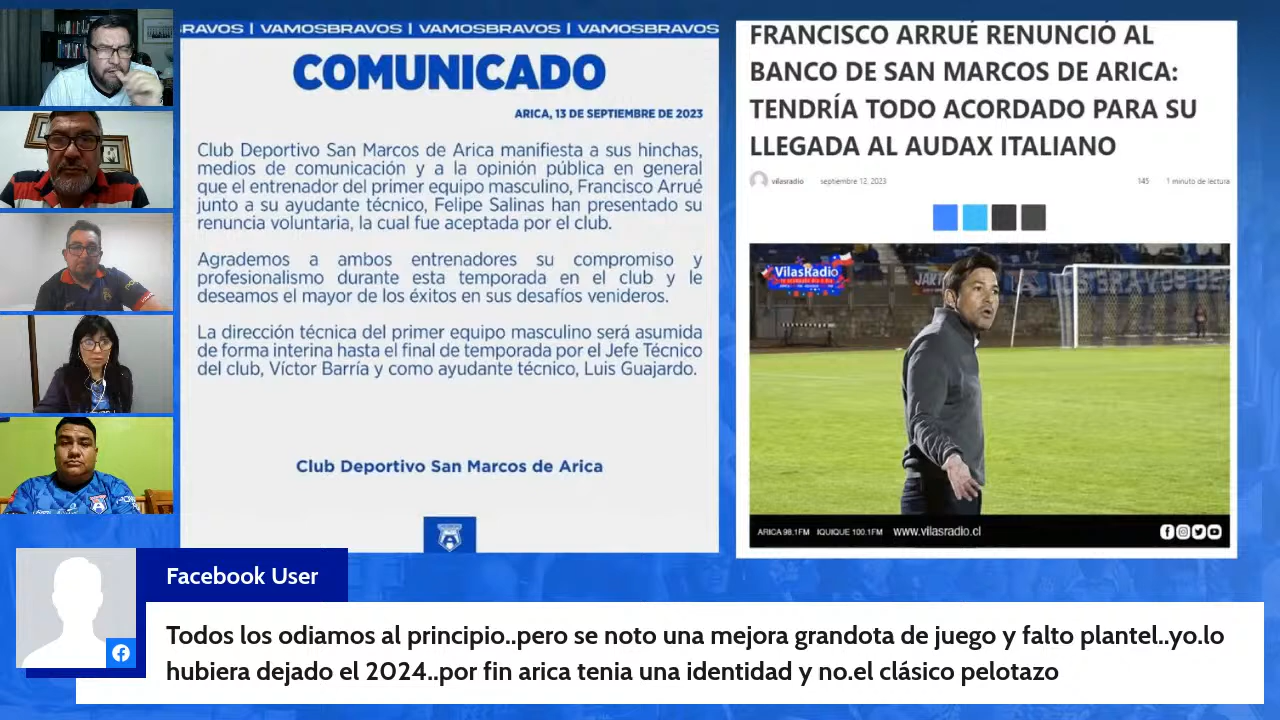 RAVOS | VAMOSBRAVOS | VAMOSBRAVOS | VAMOSBRAVOS
COMUNICADO
ARICA, 13 DE SEPTIEMBRE DE 2023
Club Deportivo San Marcos de Arica manifiesta a sus hinchas,
medios de comunicación y a la opinión pública en general
que el entrenador del primer equipo masculino, Francisco Arrué
junto a su ayudante técnico, Felipe Salinas han presentado su
renuncia voluntaria, la cual fue aceptada por el club.
Agrademos a ambos entrenadores su compromiso y
profesionalismo durante esta temporada en el club y le
deseamos el mayor de los éxitos en sus desafíos venideros.
La dirección técnica del primer equipo masculino será asumida
de forma interina hasta el final de temporada por el Jefe Técnico
del club, Víctor Barría y como ayudante técnico, Luis Guajardo.
Club Deportivo San Marcos de Arica
FRANCISCO ARRUÉ RENUNCIÓ AL
BANCO DE SAN MARCOS DE ARICA:
TENDRÍA TODO ACORDADO PARA SU
LLEGADA AL AUDAX ITALIANO
vilasradio septiembre 12, 2023 145 1 minuto de lectura
VilasRadio
ARICA 98.1FM IQUIQUE 100.1FM www.vilasradio.cl
Facebook User
Todos los odiamos al principio..pero se noto una mejora grandota de juego y falto plantel..yo.lo
hubiera dejado el 2024..por fin arica tenia una identidad y no.el clásico pelotazo